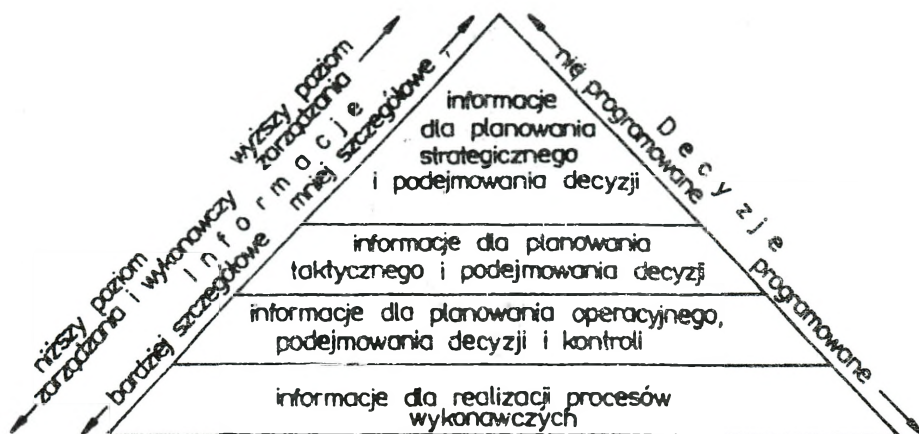 niższy poziom
zarządzania i wykonawczy
wyższy poziom
zarządzania
Informacje
bardziej szczegółowe
mniej szczegółowe
nie programowane
Decyzje
programowane
informacje
dla planowania
strategicznego
i podejmowania decyzji
informacje dla planowania
taktycznego i podejmowania decyzji
informacje dla planowania operacyjnego,
podejmowania decyzji i kontroli
informacje dla realizacji procesów
wykonawczych